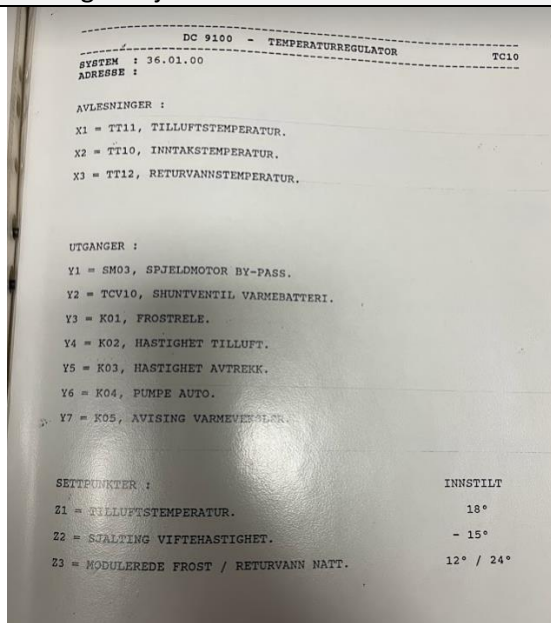 DC 9100 - TEMPERATURREGULATOR TC10
SYSTEM : 36.01.00
ADRESSE :
AVLESNINGER :
X1 = TT11, TILLUFTSTEMPERATUR.
X2 = TT10, INNTAKSTEMPERATUR.
X3 = TT12, RETURVANNSTEMPERATUR.
UTGANGER :
Y1 = SM03, SPJELDMOTOR BY-PASS.
Y2 = TCV10, SHUNTVENTIL VARMEBATTERI.
Y3 = K01, FROSTRELE.
Y4 = K02, HASTIGHET TILLUFT.
Y5 = K03, HASTIGHET AVTREKK.
Y6 = K04, PUMPE AUTO.
Y7 = K05, AVISING VARMEVEKSLER.
SETTPUNKTER : INNSTILT
Z1 = TILLUFTSTEMPERATUR. 18°
Z2 = SJALTING VIFTEHASTIGHET. - 15°
Z3 = MODULEREDE FROST / RETURVANN NATT. 12° / 24°